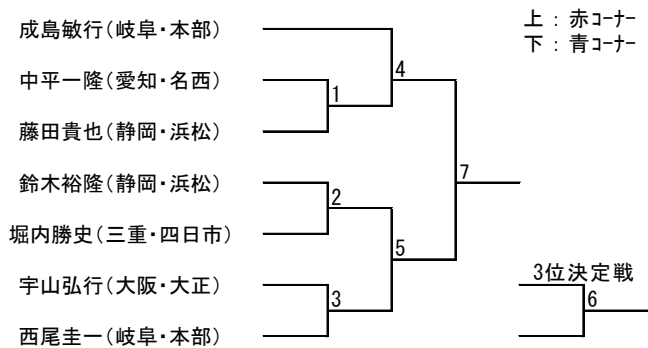 成島敏行(岐阜・本部)
上：赤ｺｰﾅｰ
下：青ｺｰﾅｰ
4
中平一隆(愛知・名西)
1
藤田貴也(静岡・浜松)
7
鈴木裕隆(静岡・浜松)
2
堀内勝史(三重・四日市)
5
宇山弘行(大阪・大正)
3位決定戦
3
6
西尾圭一(岐阜・本部)